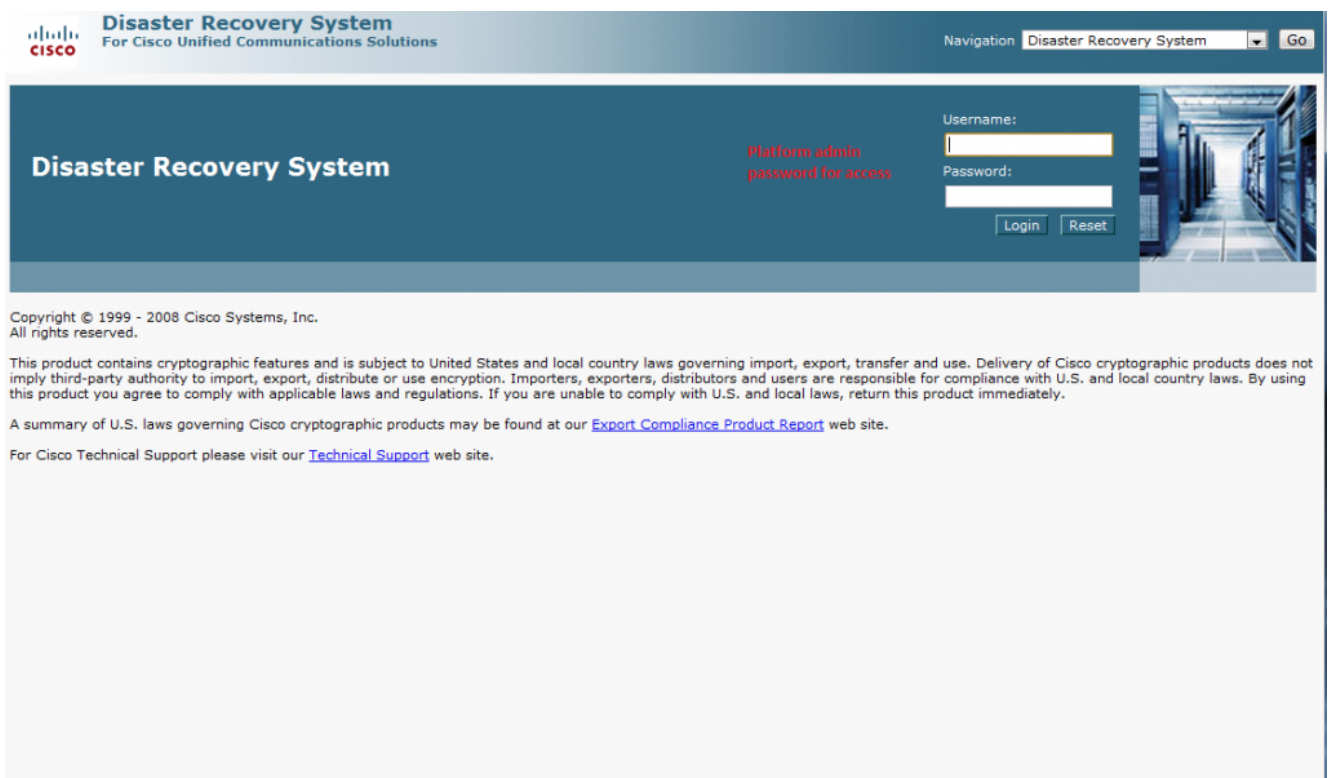 Disaster Recovery System
CISCO
For Cisco Unified Communications Solutions
Navigation Disaster Recovery System Go
Disaster Recovery System
Platform admin
password for access
Username:
Password:
Login Reset
Copyright © 1999 - 2008 Cisco Systems, Inc.
All rights reserved.
This product contains cryptographic features and is subject to United States and local country laws governing import, export, transfer and use. Delivery of Cisco cryptographic products does not
imply third-party authority to import, export, distribute or use encryption. Importers, exporters, distributors and users are responsible for compliance with U.S. and local country laws. By using
this product you agree to comply with applicable laws and regulations. If you are unable to comply with U.S. and local laws, return this product immediately.
A summary of U.S. laws governing Cisco cryptographic products may be found at our Export Compliance Product Report web site.
For Cisco Technical Support please visit our Technical Support web site.